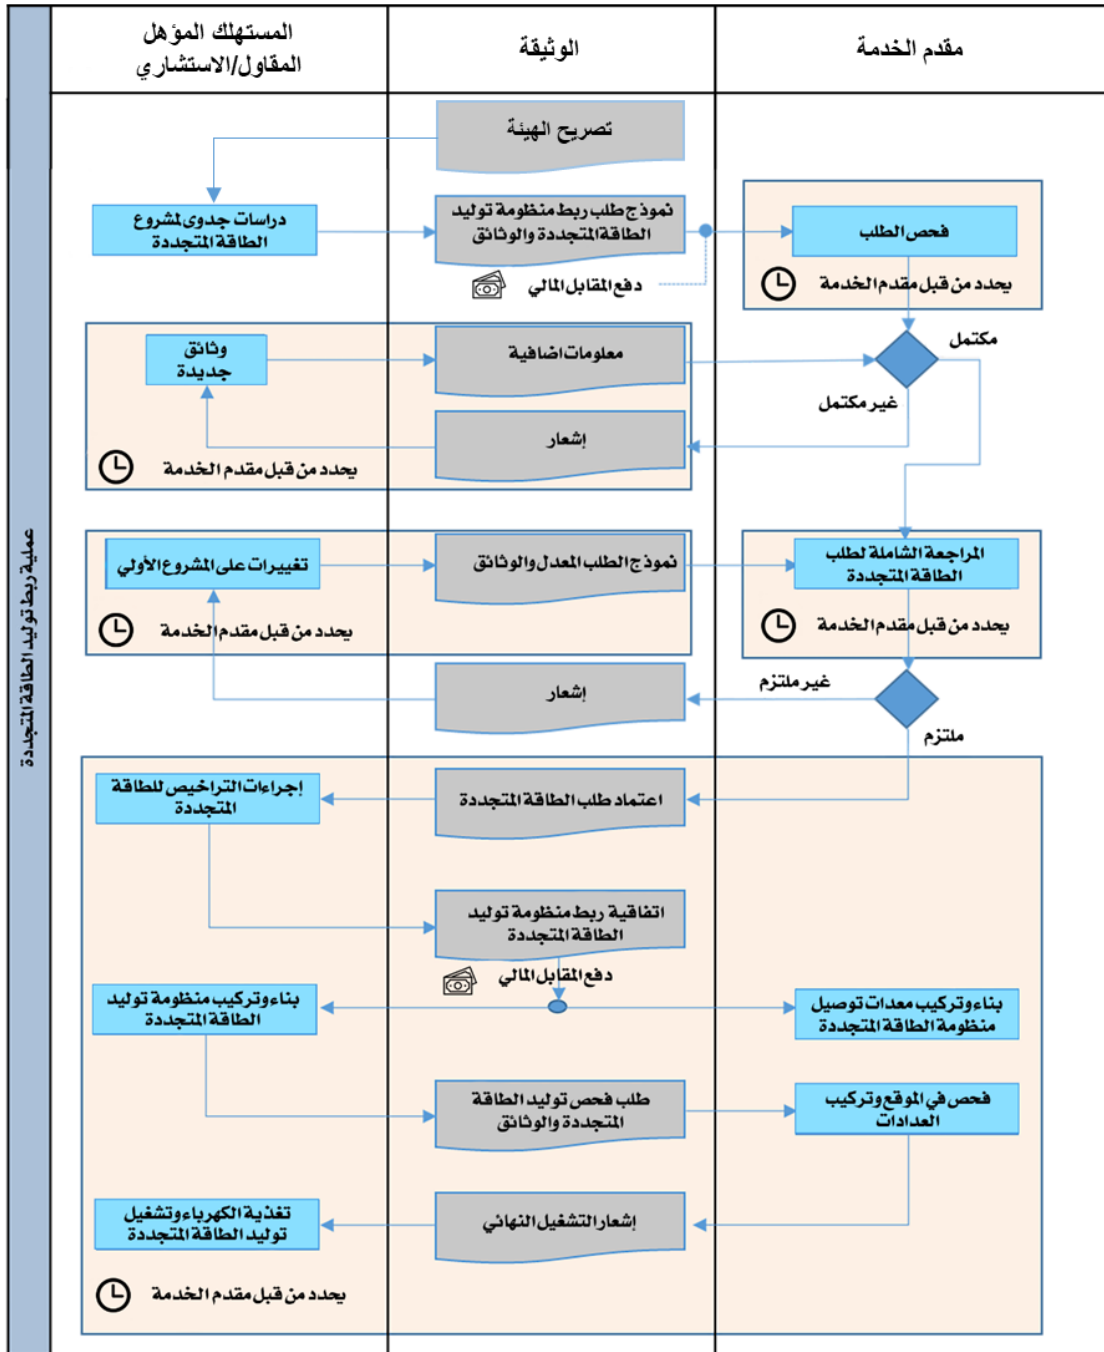 مقدم الخدمة
الوثيقة
المستهلك المؤهل
المقاول/الاستشاري
عملية ربط توليد الطاقة المتجددة
تصريح الهيئة
دراسات جدوى لمشروع
الطاقة المتجددة
نموذج طلب ربط منظومة توليد
الطاقة المتجددة والوثائق
دفع المقابل المالي
فحص الطلب
يحدد من قبل مقدم الخدمة
مكتمل
غير مكتمل
معلومات اضافية
وثائق
جديدة
إشعار
يحدد من قبل مقدم الخدمة
المراجعة الشاملة لطلب
الطاقة المتجددة
يحدد من قبل مقدم الخدمة
نموذج الطلب المعدل والوثائق
تغييرات على المشروع الأولي
يحدد من قبل مقدم الخدمة
غير ملتزم
ملتزم
إشعار
اعتماد طلب الطاقة المتجددة
إجراءات التراخيص للطاقة
المتجددة
اتفاقية ربط منظومة توليد
الطاقة المتجددة
دفع المقابل المالي
بناء وتركيب معدات توصيل
منظومة الطاقة المتجددة
بناء وتركيب منظومة توليد
الطاقة المتجددة
طلب فحص توليد الطاقة
المتجددة والوثائق
فحص في الموقع وتركيب
العدادات
إشعار التشغيل النهائي
تغذية الكهرباء وتشغيل
توليد الطاقة المتجددة
يحدد من قبل مقدم الخدمة